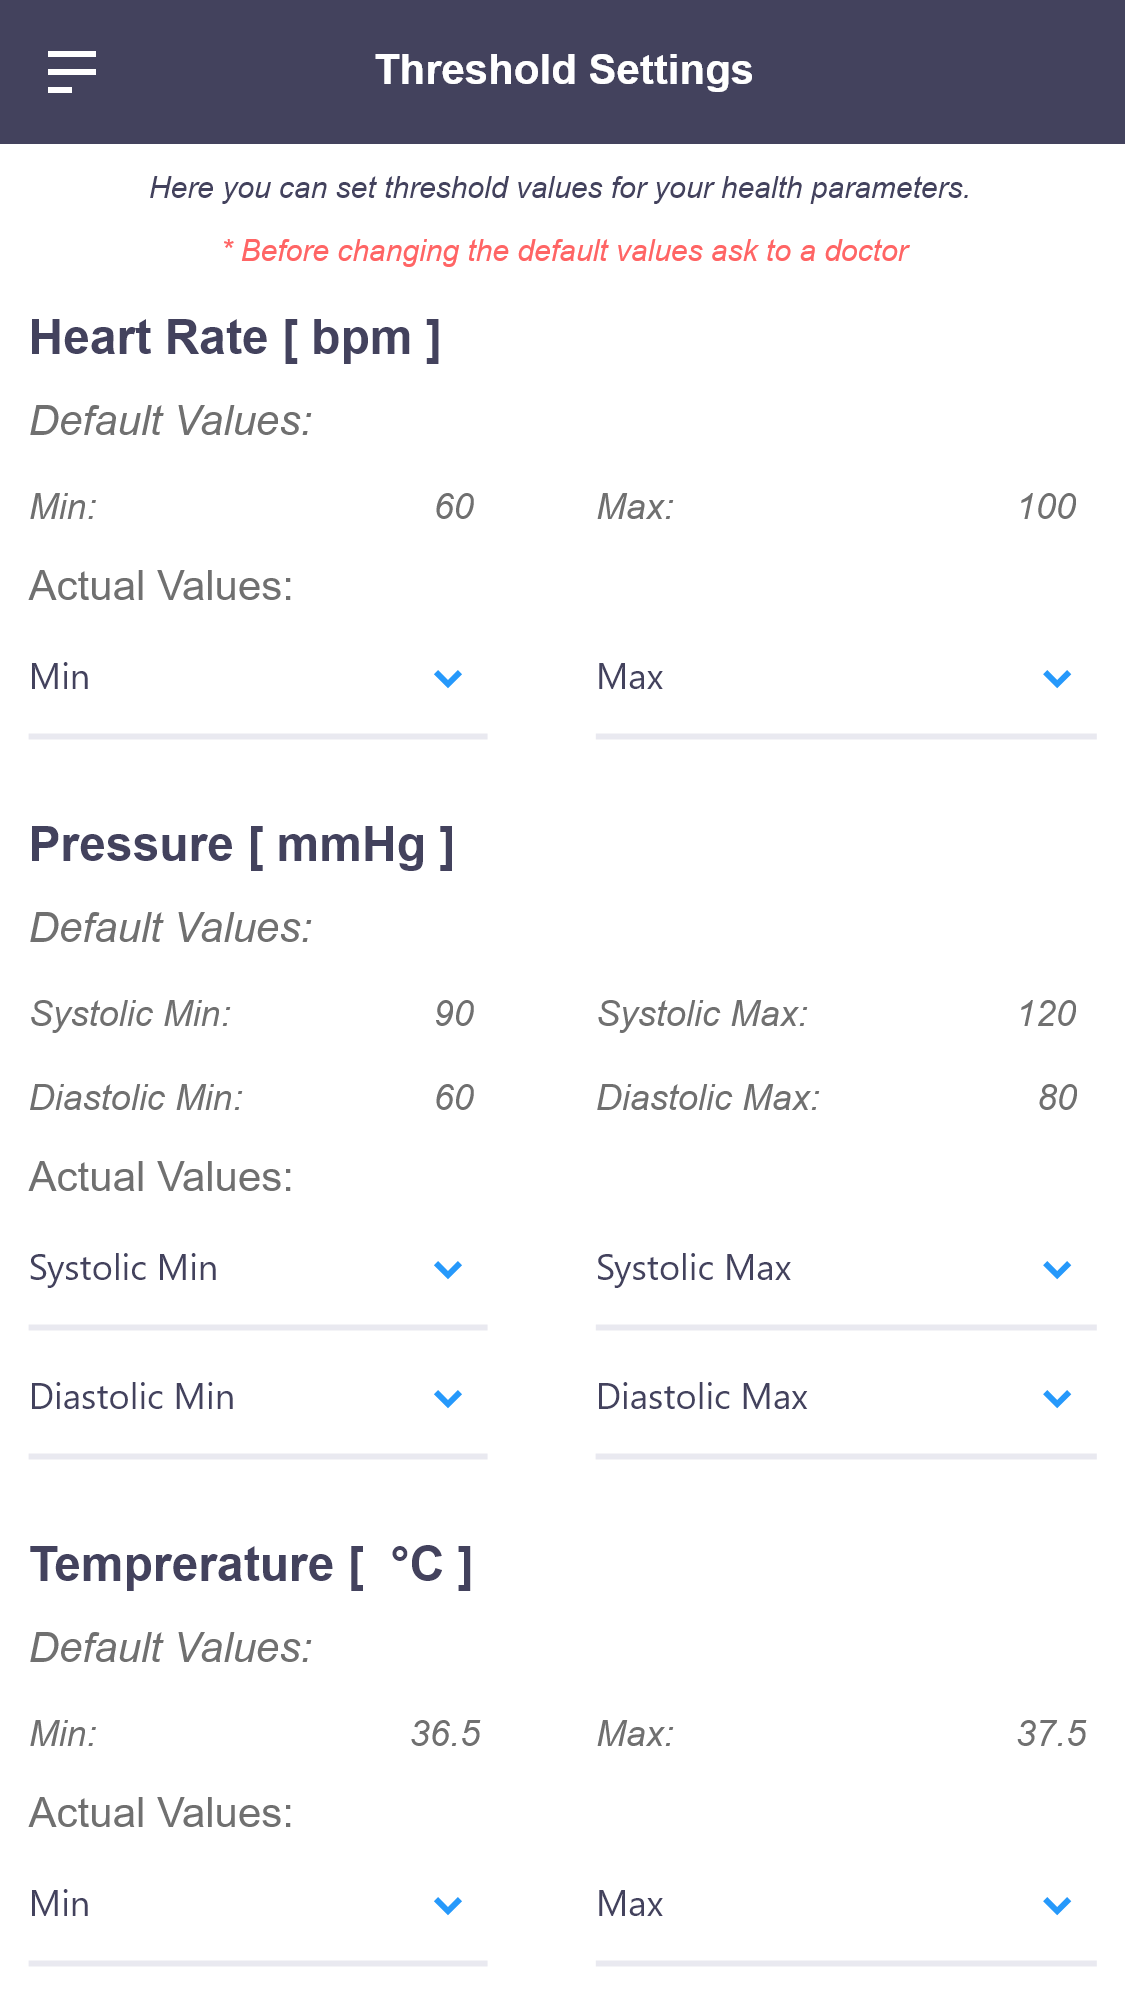 Threshold Settings
Here you can set threshold values for your health parameters.
* Before changing the default values ask to a doctor
Heart Rate [ bpm ]
Default Values:
Min: 60 Max: 100
Actual Values:
Min Max
Pressure [ mmHg ]
Default Values:
Systolic Min: 90 Systolic Max: 120
Diastolic Min: 60 Diastolic Max: 80
Actual Values:
Systolic Min Systolic Max
Diastolic Min Diastolic Max
Temprerature [ °C ]
Default Values:
Min: 36.5 Max: 37.5
Actual Values:
Min Max